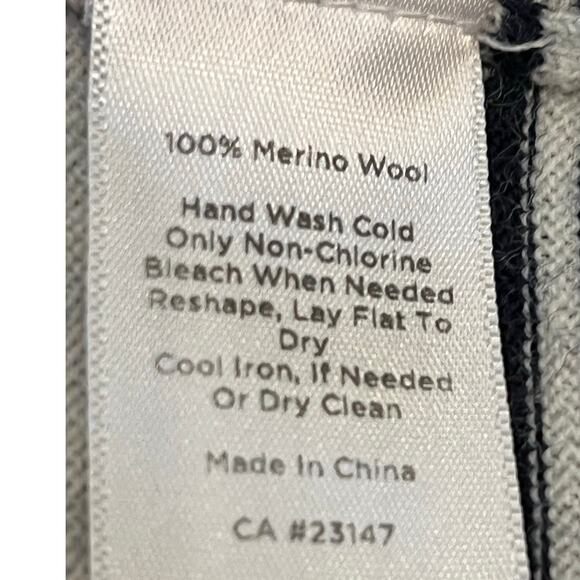 100% Merino Wool
Hand Wash Cold
Only Non-Chlorine
Bleach When Needed
Reshape, Lay Flat To
Dry
Cool Iron, If Needed
Or Dry Clean
Made In China
CA #23147